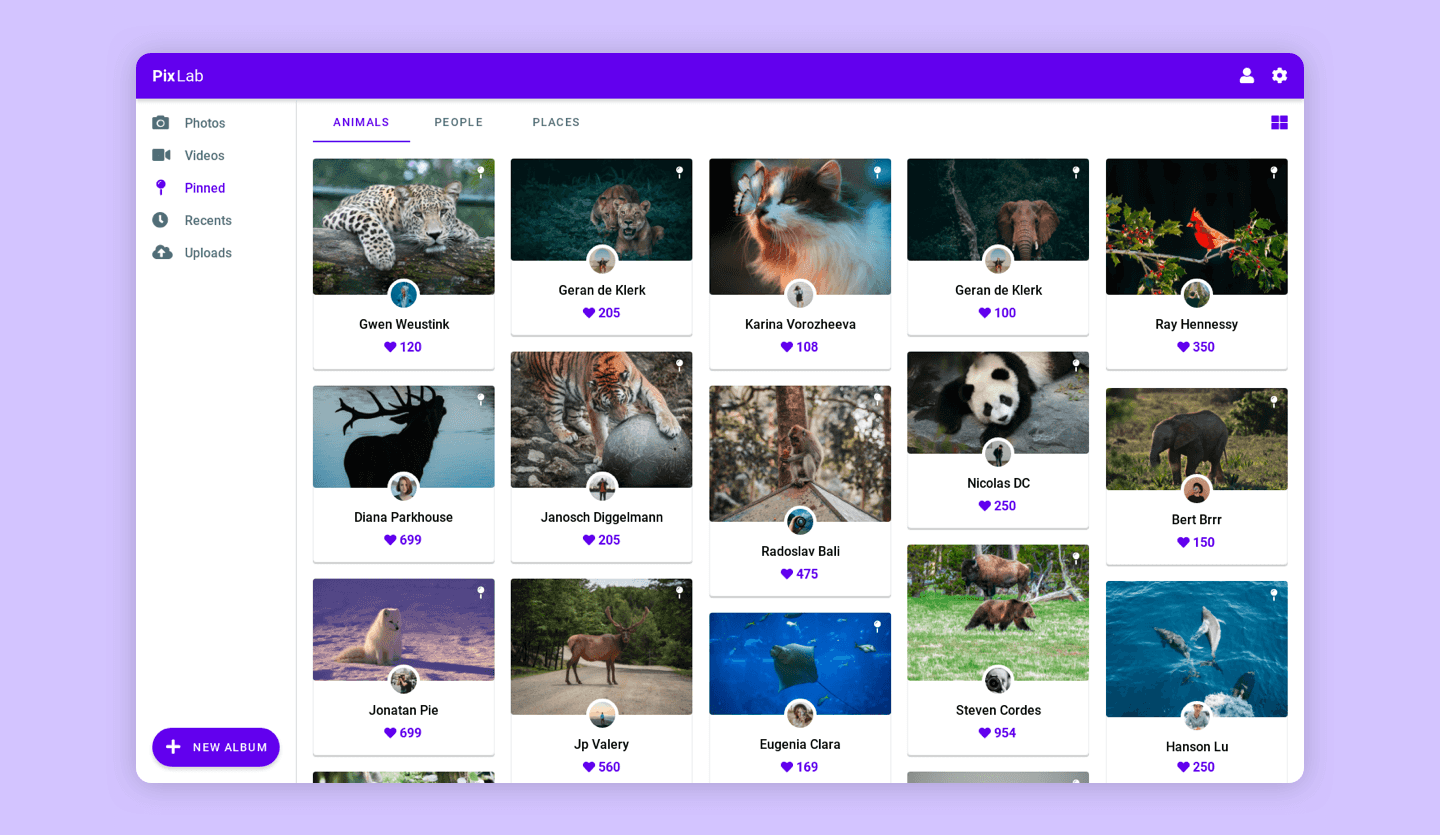 PixLab
Photos
Videos
Pinned
Recents
Uploads
NEW ALBUM
ANIMALS PEOPLE PLACES
Gwen Weustink
120
Diana Parkhouse
699
Jonatan Pie
699
Geran de Klerk
205
Janosch Diggelmann
205
Jp Valery
560
Karina Vorozheeva
108
Radoslav Bali
475
Eugenia Clara
169
Geran de Klerk
100
Nicolas DC
250
Steven Cordes
954
Ray Hennessy
350
Bert Brrr
150
Hanson Lu
250